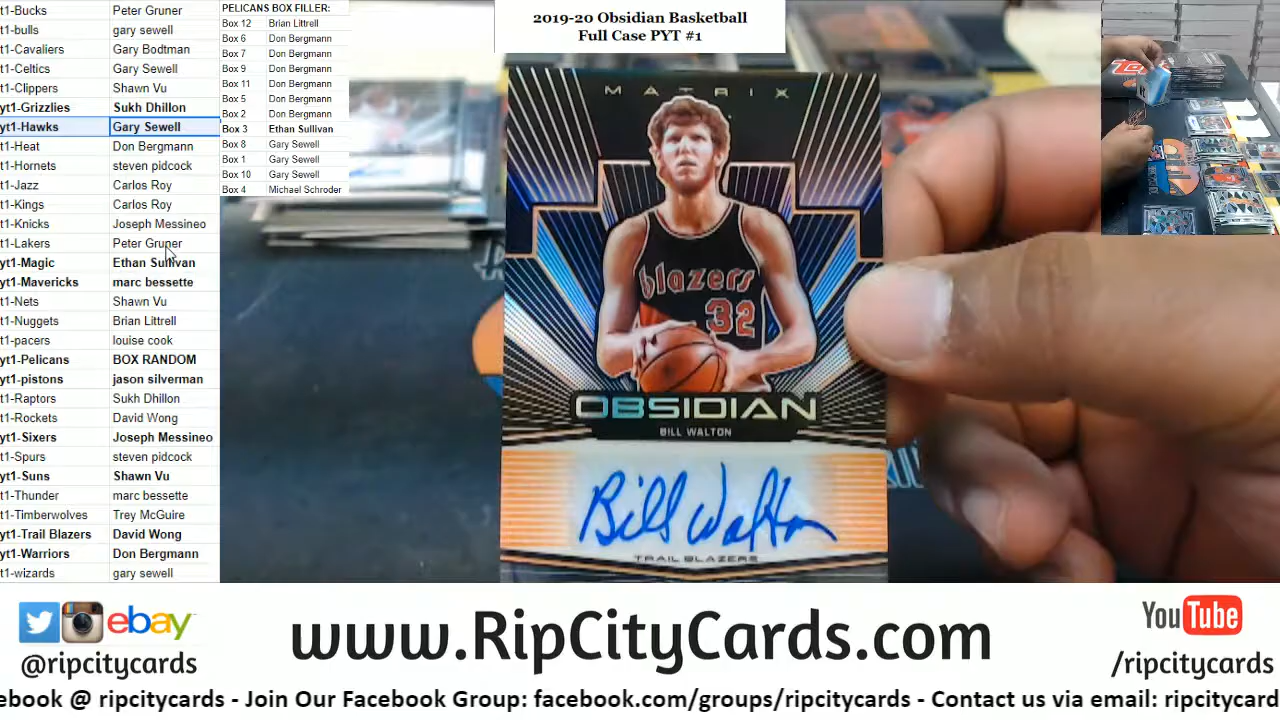 t1-Bucks Peter Gruner
t1-bulls gary sewell
t1-Cavaliers Gary Bodtman
t1-Celtics Gary Sewell
t1-Clippers Shawn Vu
yt1-Grizzlies Sukh Dhillon
yt1-Hawks Gary Sewell
t1-Heat Don Bergmann
t1-Hornets steven pidcock
t1-Jazz Carlos Roy
t1-Kings Carlos Roy
t1-Knicks Joseph Messineo
t1-Lakers Peter Gruner
yt1-Magic Ethan Sullivan
yt1-Mavericks marc bessette
t1-Nets Shawn Vu
t1-Nuggets Brian Littrell
t1-pacers louise cook
yt1-Pelicans BOX RANDOM
yt1-pistons jason silverman
t1-Raptors Sukh Dhillon
t1-Rockets David Wong
yt1-Sixers Joseph Messineo
t1-Spurs steven pidcock
yt1-Suns Shawn Vu
t1-Thunder marc bessette
t1-Timberwolves Trey McGuire
yt1-Trail Blazers David Wong
yt1-Warriors Don Bergmann
t1-wizards gary sewell
PELICANS BOX FILLER:
Box 12 Brian Littrell
Box 6 Don Bergmann
Box 7 Don Bergmann
Box 9 Don Bergmann
Box 11 Don Bergmann
Box 5 Don Bergmann
Box 2 Don Bergmann
Box 3 Ethan Sullivan
Box 8 Gary Sewell
Box 1 Gary Sewell
Box 10 Gary Sewell
Box 4 Michael Schroder
2019-20 Obsidian Basketball
Full Case PYT #1
MATRIX
blazers
32
OBSIDIAN
BILL WALTON
Bill Walton
TRAIL BLAZERS
ebay
@ripcitycards
www.RipCityCards.com
YouTube
/ripcitycards
ebook @ ripcitycards - Join Our Facebook Group: facebook.com/groups/ripcitycards - Contact us via email: ripcitycard